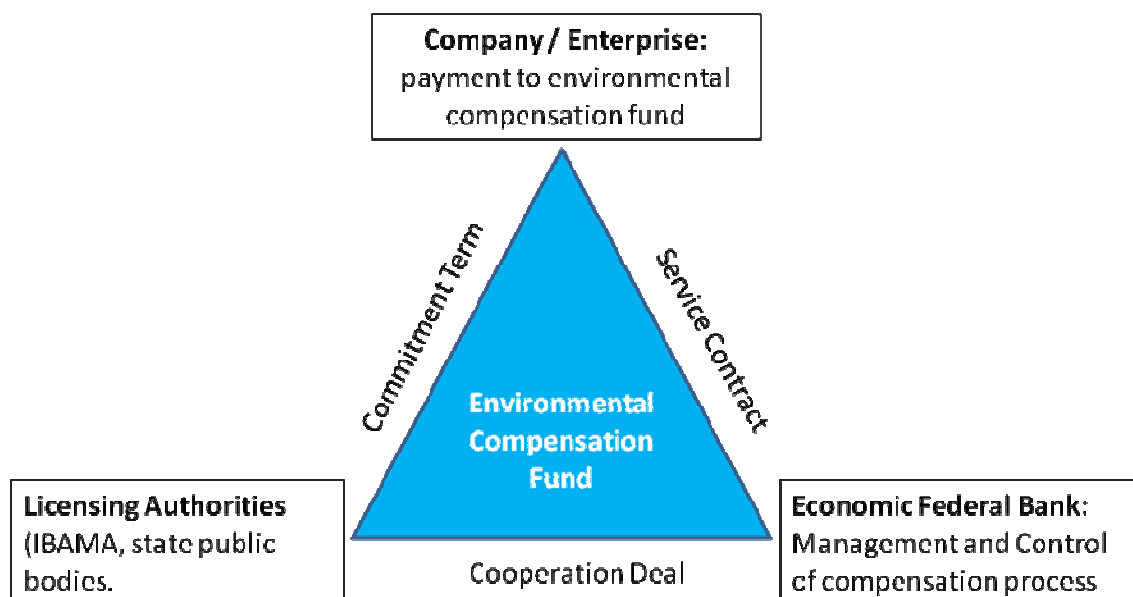 Company / Enterprise:
payment to environmental
compensation fund
Commitment Term
Service Contract
Environmental
Compensation
Fund
Licensing Authorities
(IBAMA, state public
bodies.
Cooperation Deal
Economic Federal Bank:
Management and Control
of compensation process